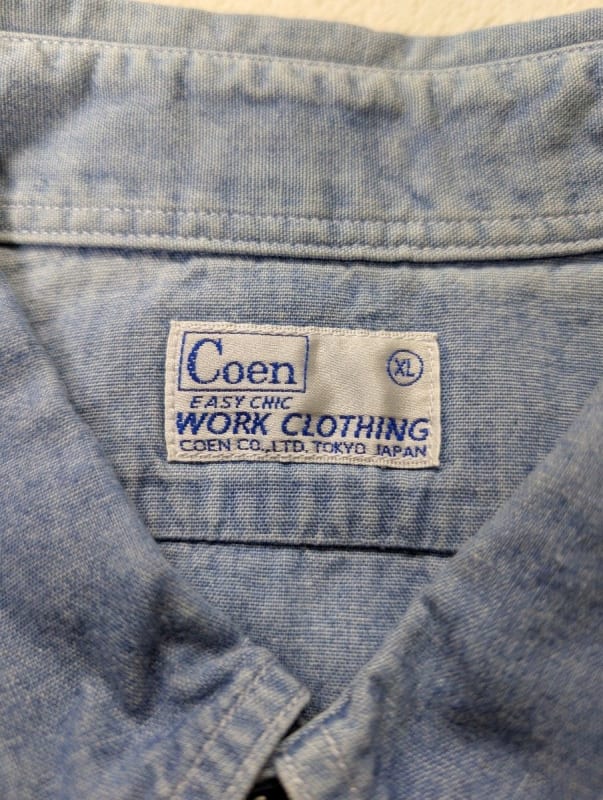 Coen XL
EASY CHIC
WORK CLOTHING
COEN CO., LTD. TOKYO JAPAN